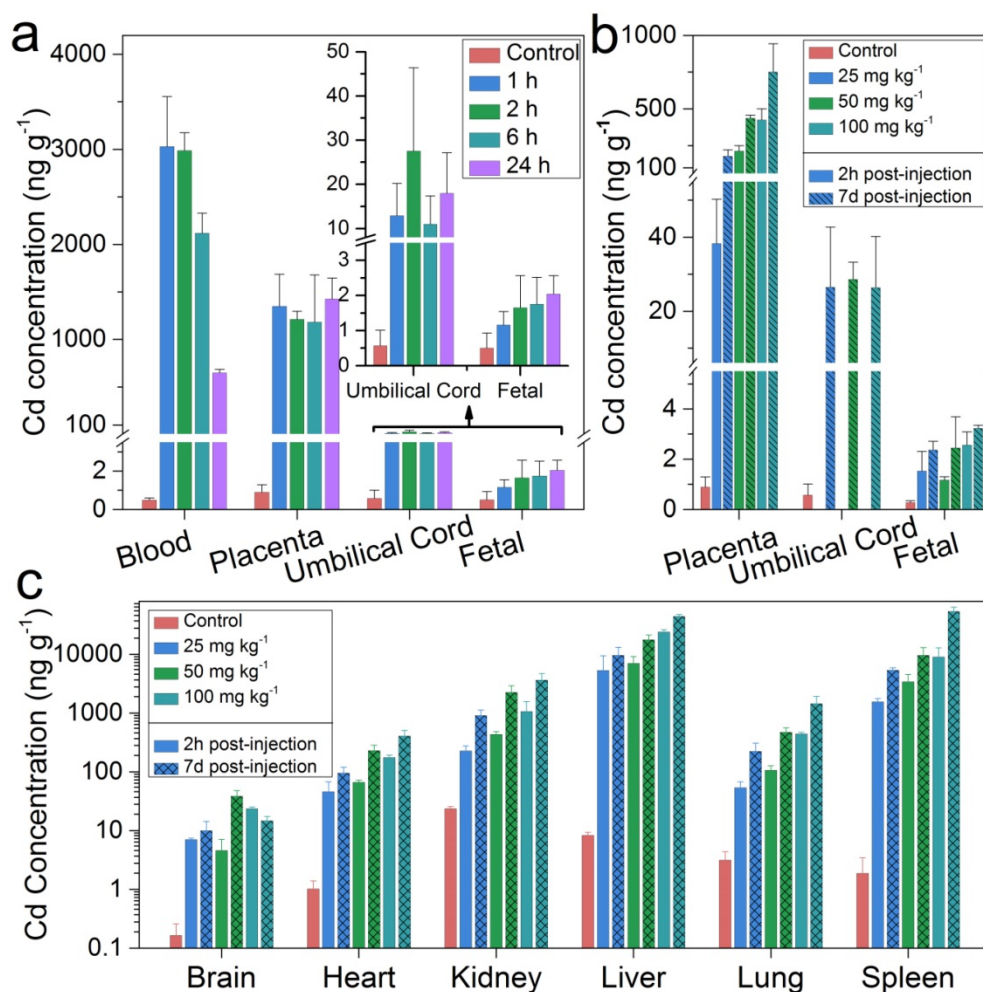 a
Cd concentration (ng g⁻¹)
4000
3000
2000
1000
100
2
0
Blood
Placenta
Umbilical Cord
Fetal
50
40
30
20
10
3
2
1
0
Umbilical Cord
Fetal
Control
1 h
2 h
6 h
24 h
b
Cd concentration (ng g⁻¹)
1000
500
100
40
20
4
2
0
Placenta
Umbilical Cord
Fetal
Control
25 mg kg⁻¹
50 mg kg⁻¹
100 mg kg⁻¹
2h post-injection
7d post-injection
c
Cd Concentration (ng g⁻¹)
10000
1000
100
10
1
0.1
Control
25 mg kg⁻¹
50 mg kg⁻¹
100 mg kg⁻¹
2h post-injection
7d post-injection
Brain
Heart
Kidney
Liver
Lung
Spleen